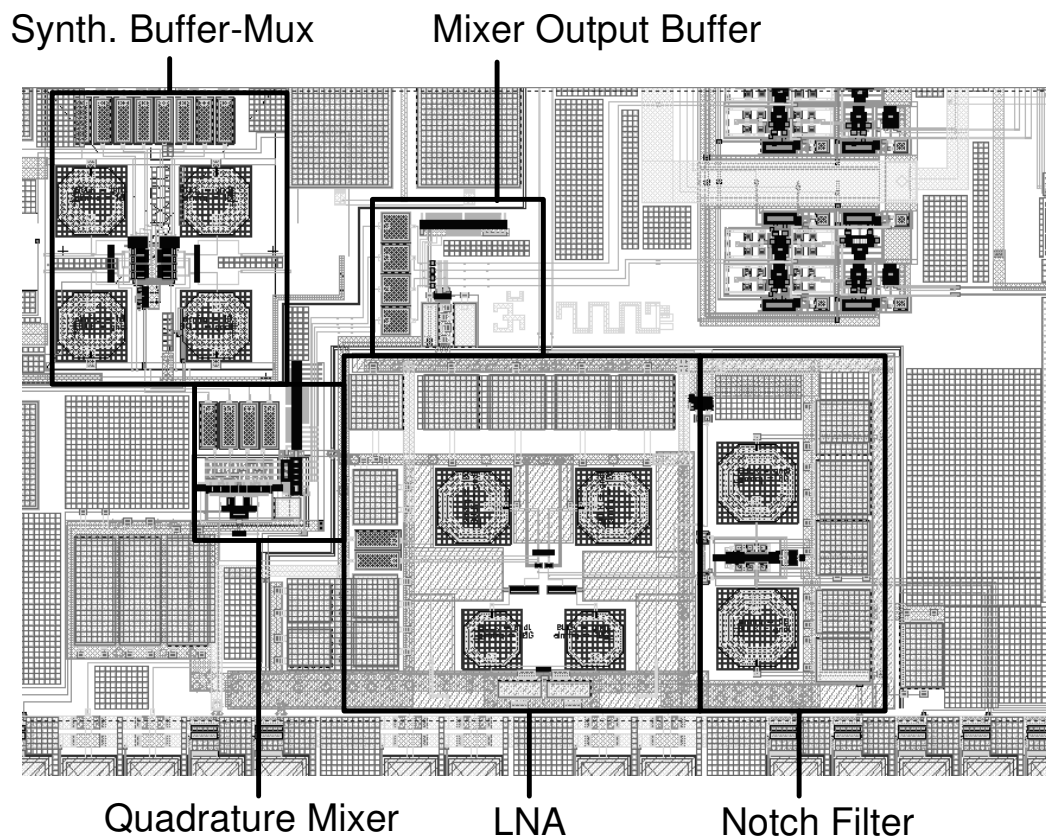 Synth. Buffer-Mux
Mixer Output Buffer
Quadrature Mixer
LNA
Notch Filter